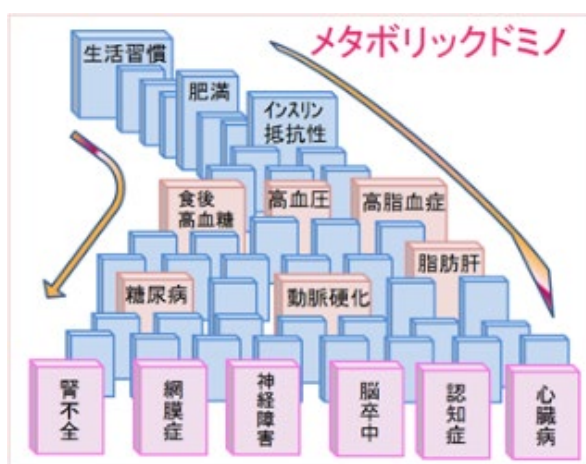 メタボリックドミノ
生活習慣
肥満
インスリン
抵抗性
食後
高血糖
高血圧
高脂血症
脂肪肝
糖尿病
動脈硬化
腎不全
網膜症
神経障害
脳卒中
認知症
心臓病